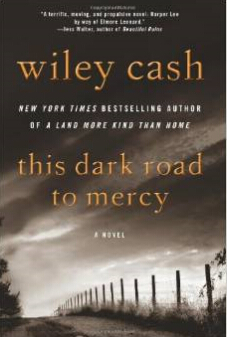 "A terrific, moving, and propulsive novel: Harper Lee
by way of Elmore Leonard."
—Jess Walter, author of Beautiful Ruins
wiley cash
NEW YORK TIMES BESTSELLING AUTHOR
OF A LAND MORE KIND THAN HOME
this dark road
to mercy
A NOVEL